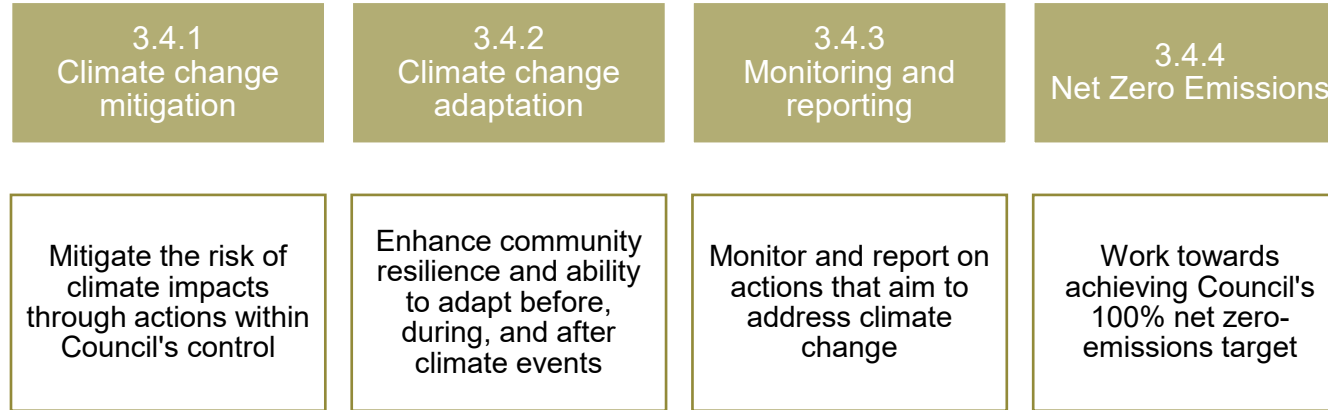 3.4.1
Climate change
mitigation
3.4.2
Climate change
adaptation
3.4.3
Monitoring and
reporting
3.4.4
Net Zero Emissions
Mitigate the risk of
climate impacts
through actions within
Council's control
Enhance community
resilience and ability
to adapt before,
during, and after
climate events
Monitor and report on
actions that aim to
address climate
change
Work towards
achieving Council's
100% net zero-
emissions target